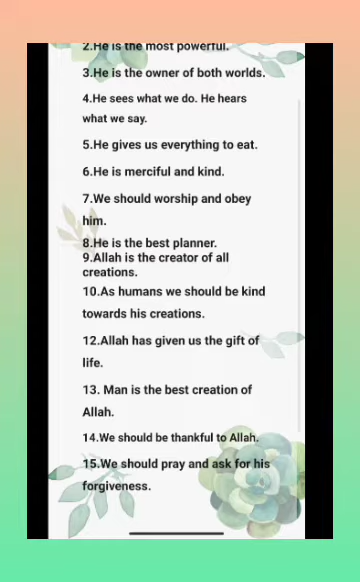 2.He is the most powerful.
3.He is the owner of both worlds.
4.He sees what we do. He hears
what we say.
5.He gives us everything to eat.
6.He is merciful and kind.
7.We should worship and obey
him.
8.He is the best planner.
9.Allah is the creator of all
creations.
10.As humans we should be kind
towards his creations.
12.Allah has given us the gift of
life.
13. Man is the best creation of
Allah.
14.We should be thankful to Allah.
15.We should pray and ask for his
forgiveness.